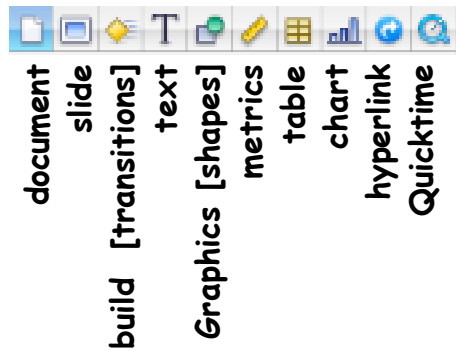 T
document
slide
build [transitions]
text
Graphics [shapes]
metrics
table
chart
hyperlink
Quicktime